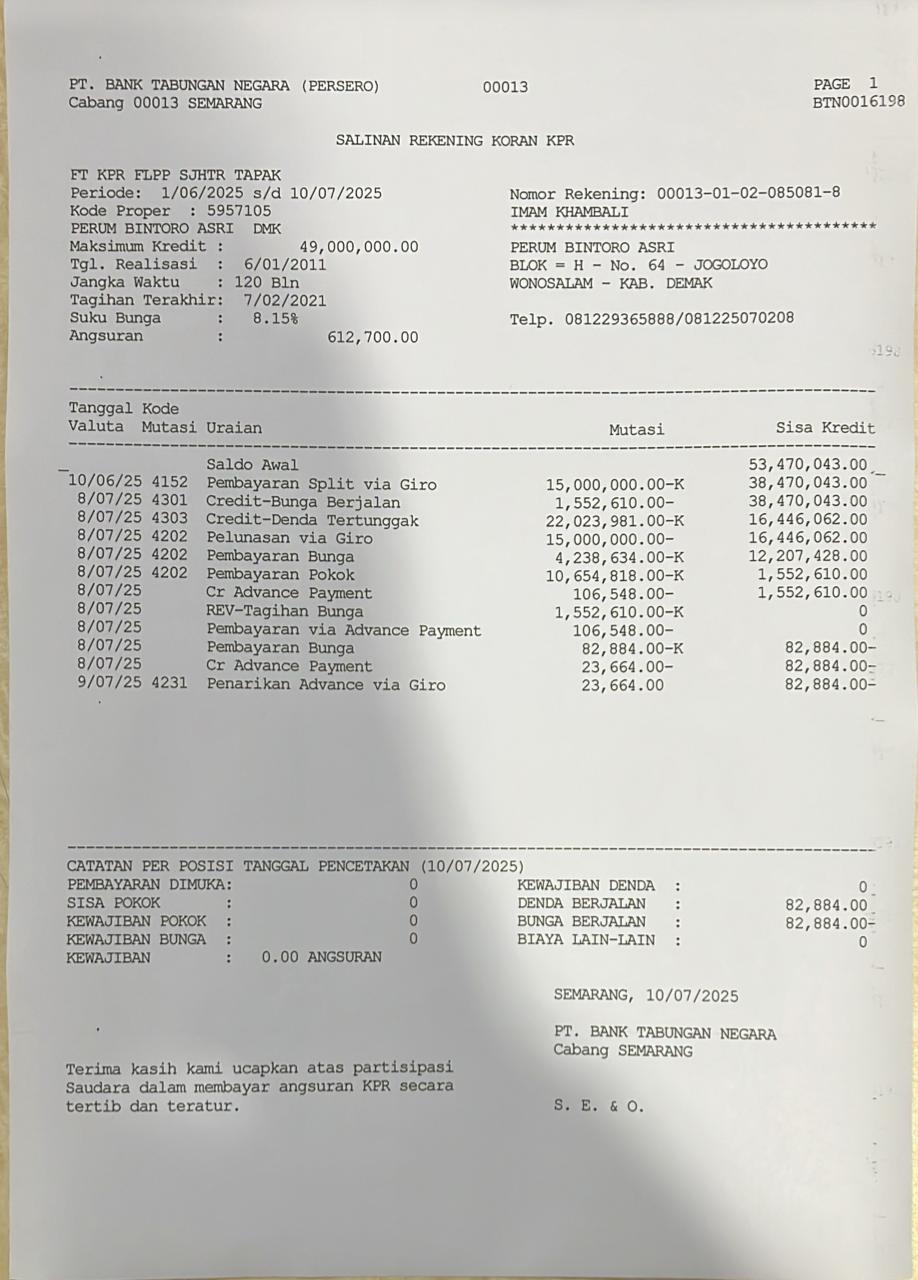 PT. BANK TABUNGAN NEGARA (PERSERO) 00013 PAGE 1
Cabang 00013 SEMARANG BTN0016198
SALINAN REKENING KORAN KPR
FT KPR FLPP SJHTR TAPAK
Periode: 1/06/2025 s/d 10/07/2025 Nomor Rekening: 00013-01-02-085081-8
Kode Proper : 5957105 IMAM KHAMBALI
PERUM BINTORO ASRI DMK ****************************************
Maksimum Kredit : 49,000,000.00 PERUM BINTORO ASRI
Tgl. Realisasi : 6/01/2011 BLOK = H - No. 64 - JOGOLOYO
Jangka Waktu : 120 Bln WONOSALAM - KAB. DEMAK
Tagihan Terakhir: 7/02/2021
Suku Bunga : 8.15% Telp. 081229365888/081225070208
Angsuran : 612,700.00
Tanggal Kode
Valuta Mutasi Uraian Mutasi Sisa Kredit
Saldo Awal 53,470,043.00
10/06/25 4152 Pembayaran Split via Giro 15,000,000.00-K 38,470,043.00
8/07/25 4301 Credit-Bunga Berjalan 1,552,610.00- 38,470,043.00
8/07/25 4303 Credit-Denda Tertunggak 22,023,981.00-K 16,446,062.00
8/07/25 4202 Pelunasan via Giro 15,000,000.00- 16,446,062.00
8/07/25 4202 Pembayaran Bunga 4,238,634.00-K 12,207,428.00
8/07/25 4202 Pembayaran Pokok 10,654,818.00-K 1,552,610.00
8/07/25 Cr Advance Payment 106,548.00- 1,552,610.00
8/07/25 REV-Tagihan Bunga 1,552,610.00-K 0
8/07/25 Pembayaran via Advance Payment 106,548.00- 0
8/07/25 Pembayaran Bunga 82,884.00-K 82,884.00-
8/07/25 Cr Advance Payment 23,664.00- 82,884.00-
9/07/25 4231 Penarikan Advance via Giro 23,664.00 82,884.00-
CATATAN PER POSISI TANGGAL PENCETAKAN (10/07/2025)
PEMBAYARAN DIMUKA: 0 KEWAJIBAN DENDA : 0
SISA POKOK : 0 DENDA BERJALAN : 82,884.00
KEWAJIBAN POKOK : 0 BUNGA BERJALAN : 82,884.00-
KEWAJIBAN BUNGA : 0 BIAYA LAIN-LAIN : 0
KEWAJIBAN : 0.00 ANGSURAN
SEMARANG, 10/07/2025
PT. BANK TABUNGAN NEGARA
Cabang SEMARANG
Terima kasih kami ucapkan atas partisipasi
Saudara dalam membayar angsuran KPR secara
tertib dan teratur. S. E. & O.